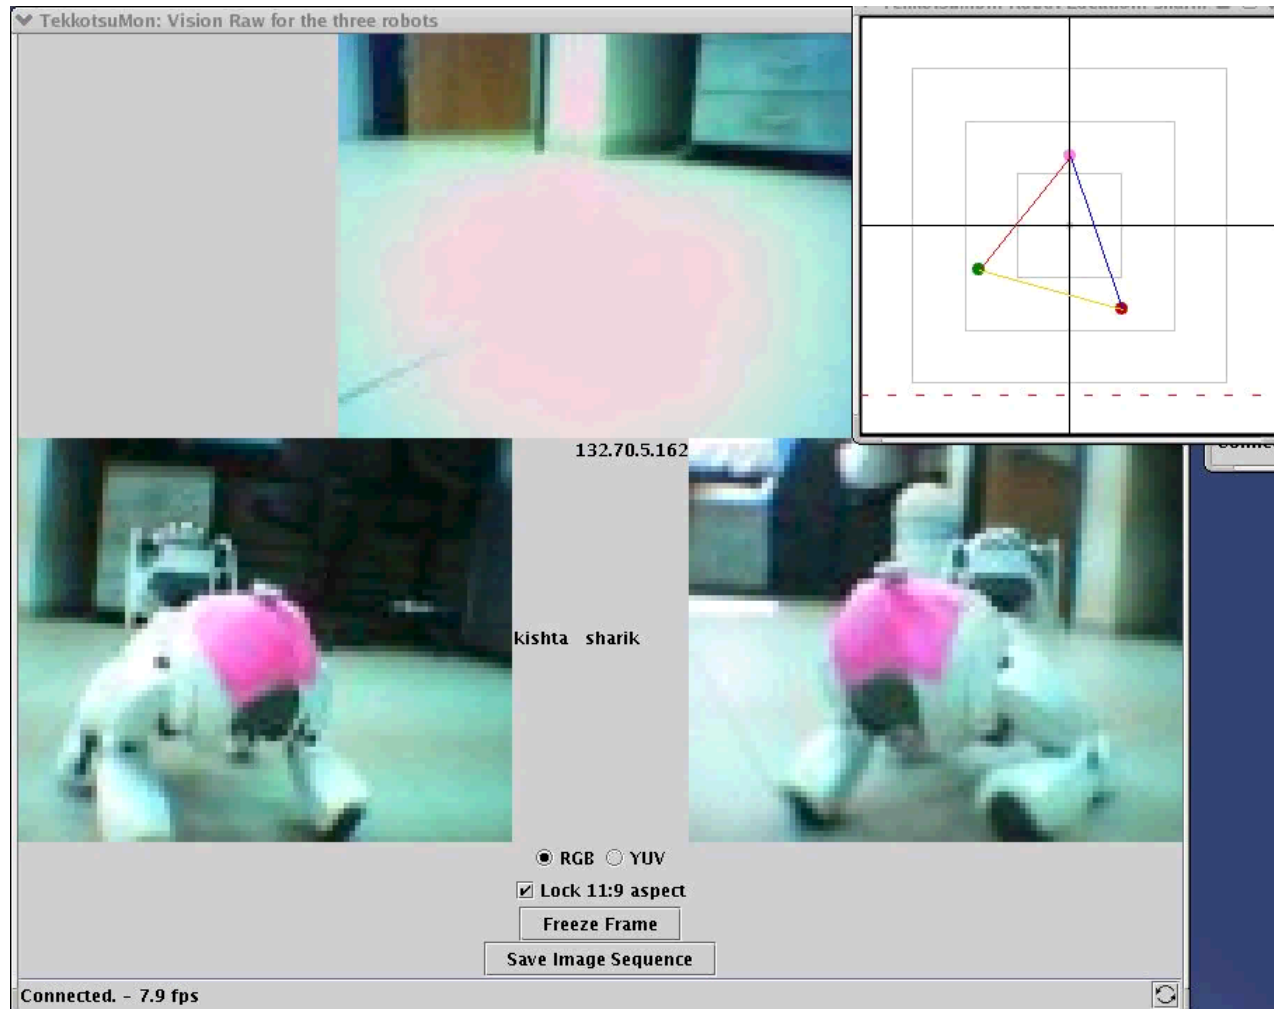 TekkotsuMon: Vision Raw for the three robots
132.70.5.162
kishta sharik
RGB YUV
Lock 11:9 aspect
Freeze Frame
Save Image Sequence
Connected. - 7.9 fps